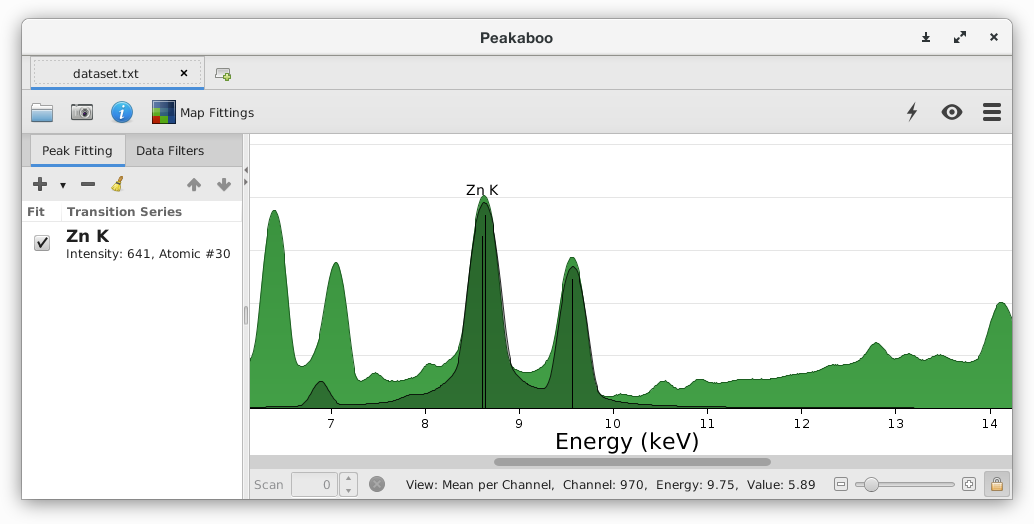 Peakaboo
dataset.txt
Map Fittings
Peak Fitting
Data Filters
Fit Transition Series
Zn K
Intensity: 641, Atomic #30
Zn K
7 8 9 10 11 12 13 14
Energy (keV)
Scan 0
View: Mean per Channel, Channel: 970, Energy: 9.75, Value: 5.89